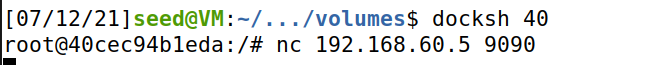 [07/12/21]seed@VM:~/.../volumes$ docksh 40
root@40cec94b1eda:/# nc 192.168.60.5 9090